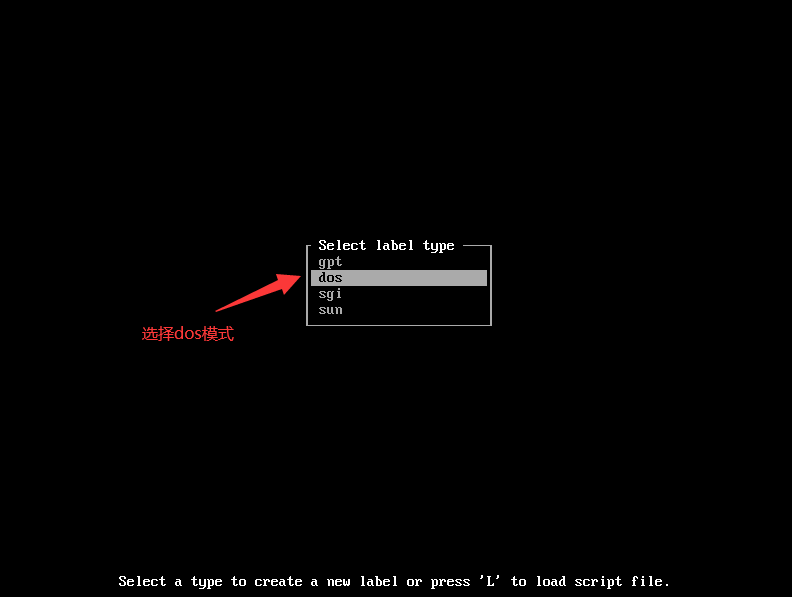 Select label type
gpt
dos
sgi
sun
选择dos模式
Select a type to create a new label or press 'L' to load script file.